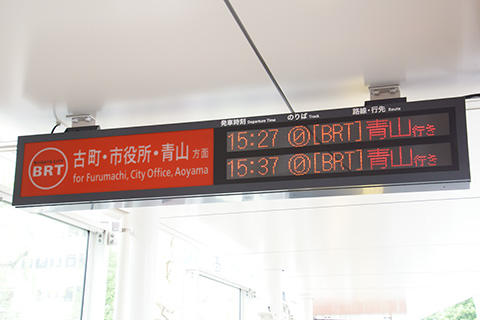 発車時刻 Departure Time のりば Track 路線・行先 Route
BRT
古町・市役所・青山 方面
for Furumachi, City Office, Aoyama
15:27 ⓪[BRT]青山行き
15:37 ⓪[BRT]青山行き